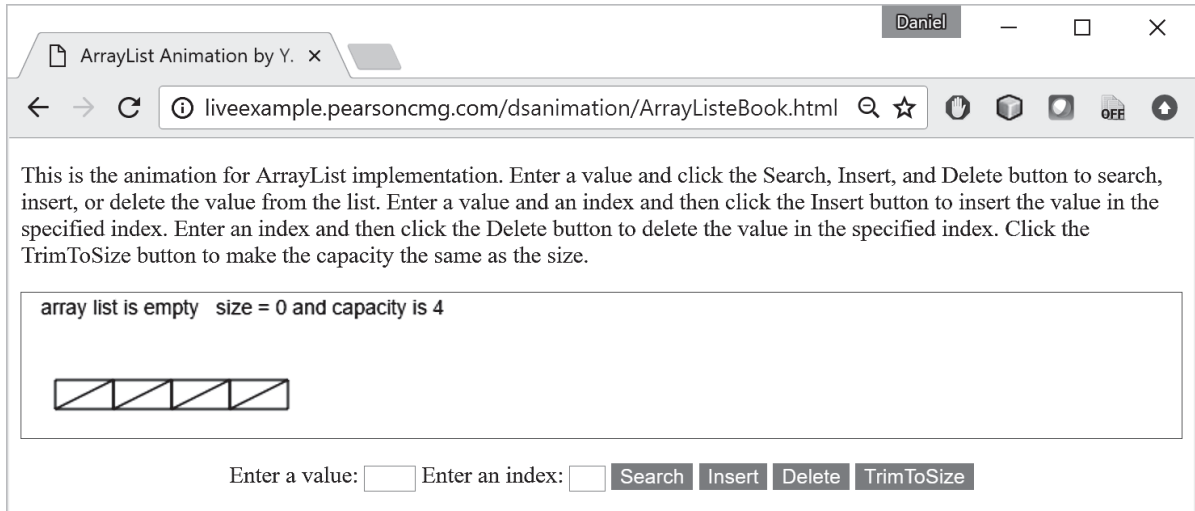 Daniel
ArrayList Animation by Y.
liveexample.pearsoncmg.com/dsanimation/ArrayListeBook.html
OFF
This is the animation for ArrayList implementation. Enter a value and click the Search, Insert, and Delete button to search,
insert, or delete the value from the list. Enter a value and an index and then click the Insert button to insert the value in the
specified index. Enter an index and then click the Delete button to delete the value in the specified index. Click the
TrimToSize button to make the capacity the same as the size.
array list is empty size = 0 and capacity is 4
Enter a value: Enter an index: Search Insert Delete TrimToSize